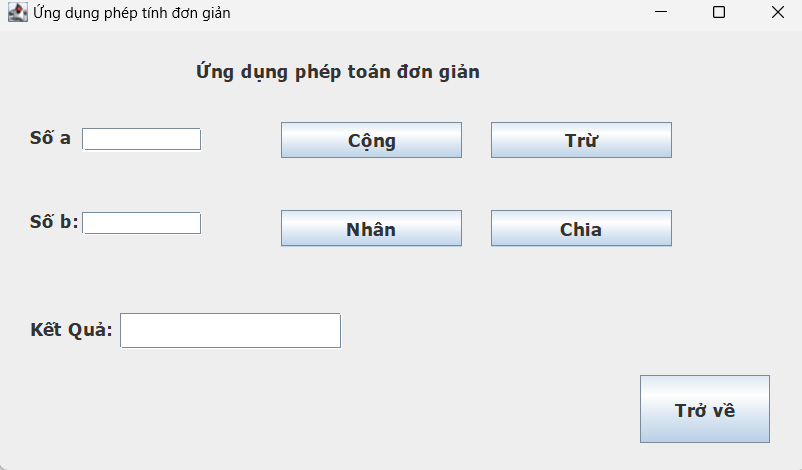 Ứng dụng phép tính đơn giản
Ứng dụng phép toán đơn giản
Số a
Cộng
Trừ
Số b:
Nhân
Chia
Kết Quả:
Trở về